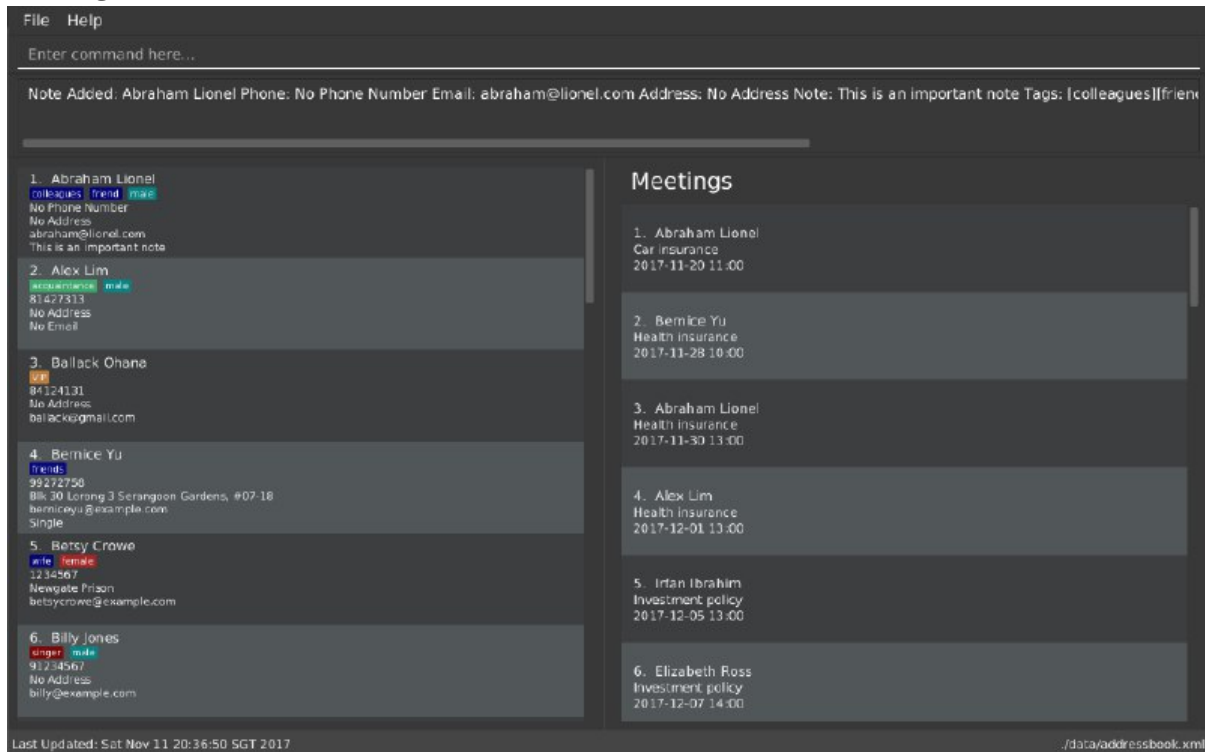 File Help
Enter command here...
Note Added: Abraham Lionel Phone: No Phone Number Email: abraham@lionel.com Address: No Address Note: This is an important note Tags: [colleagues][frien
1. Abraham Lionel
colleagues friend male
No Phone Number
No Address
abraham@lionel.com
This is an important note
2. Alex Lim
acquaintance male
81427313
No Address
No Email
3. Ballack Ohana
VIP
84124131
No Address
ballack@gmail.com
4. Bernice Yu
friends
99272758
Blk 30 Lorong 3 Serangoon Gardens, #07-18
berniceyu@example.com
Single
5. Betsy Crowe
wife female
1234567
Newgate Prison
betsycrowe@example.com
6. Billy Jones
singer male
91234567
No Address
billy@example.com
Meetings
1. Abraham Lionel
Car insurance
2017-11-20 11:00
2. Bernice Yu
Health insurance
2017-11-28 10:00
3. Abraham Lionel
Health insurance
2017-11-30 13:00
4. Alex Lim
Health insurance
2017-12-01 13:00
5. Irfan Ibrahim
Investment policy
2017-12-05 13:00
6. Elizabeth Ross
Investment policy
2017-12-07 14:00
Last Updated: Sat Nov 11 20:36:50 SGT 2017
./data/addressbook.xml